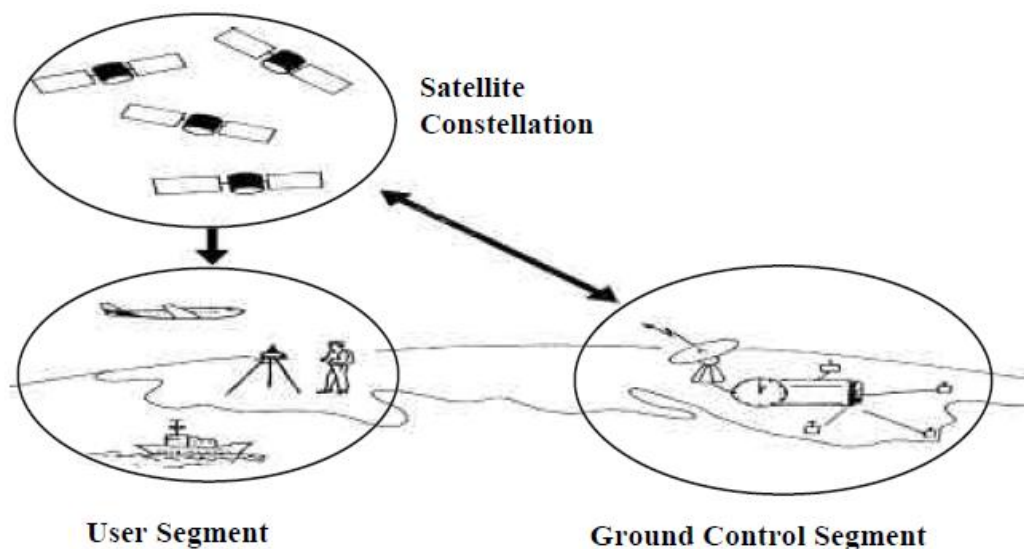 Satellite
Constellation
User Segment
Ground Control Segment